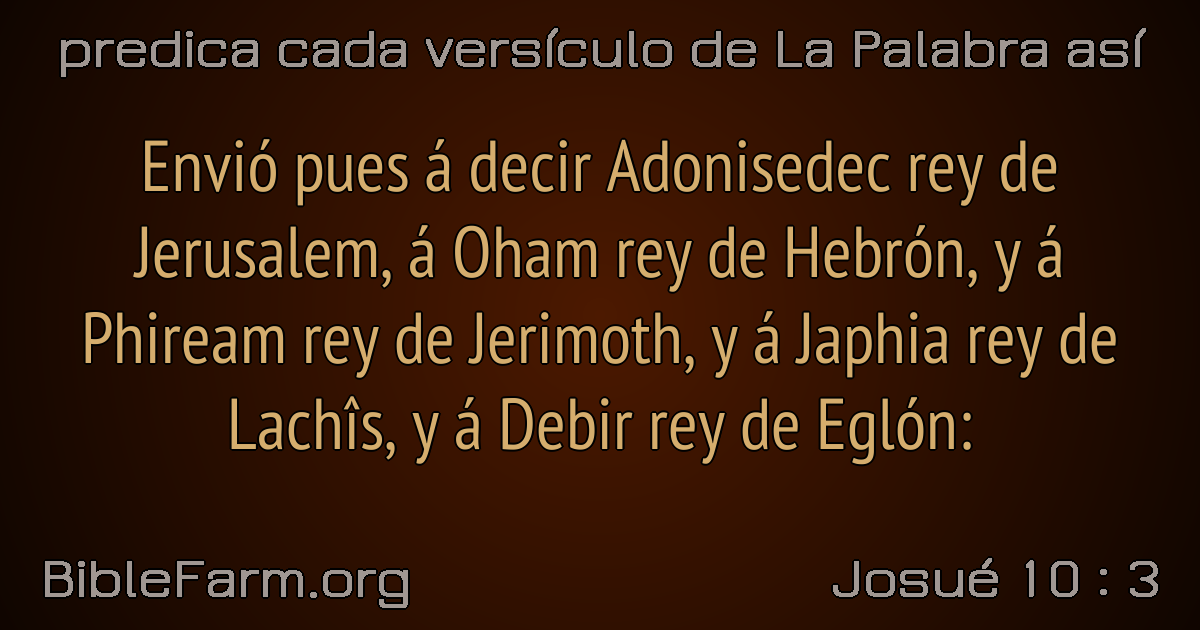 predica cada versículo de La Palabra así
Envió pues á decir Adonisedec rey de
Jerusalem, á Oham rey de Hebrón, y á
Phiream rey de Jerimoth, y á Japhia rey de
Lachîs, y á Debir rey de Eglón:
BibleFarm.org
Josué 10 : 3